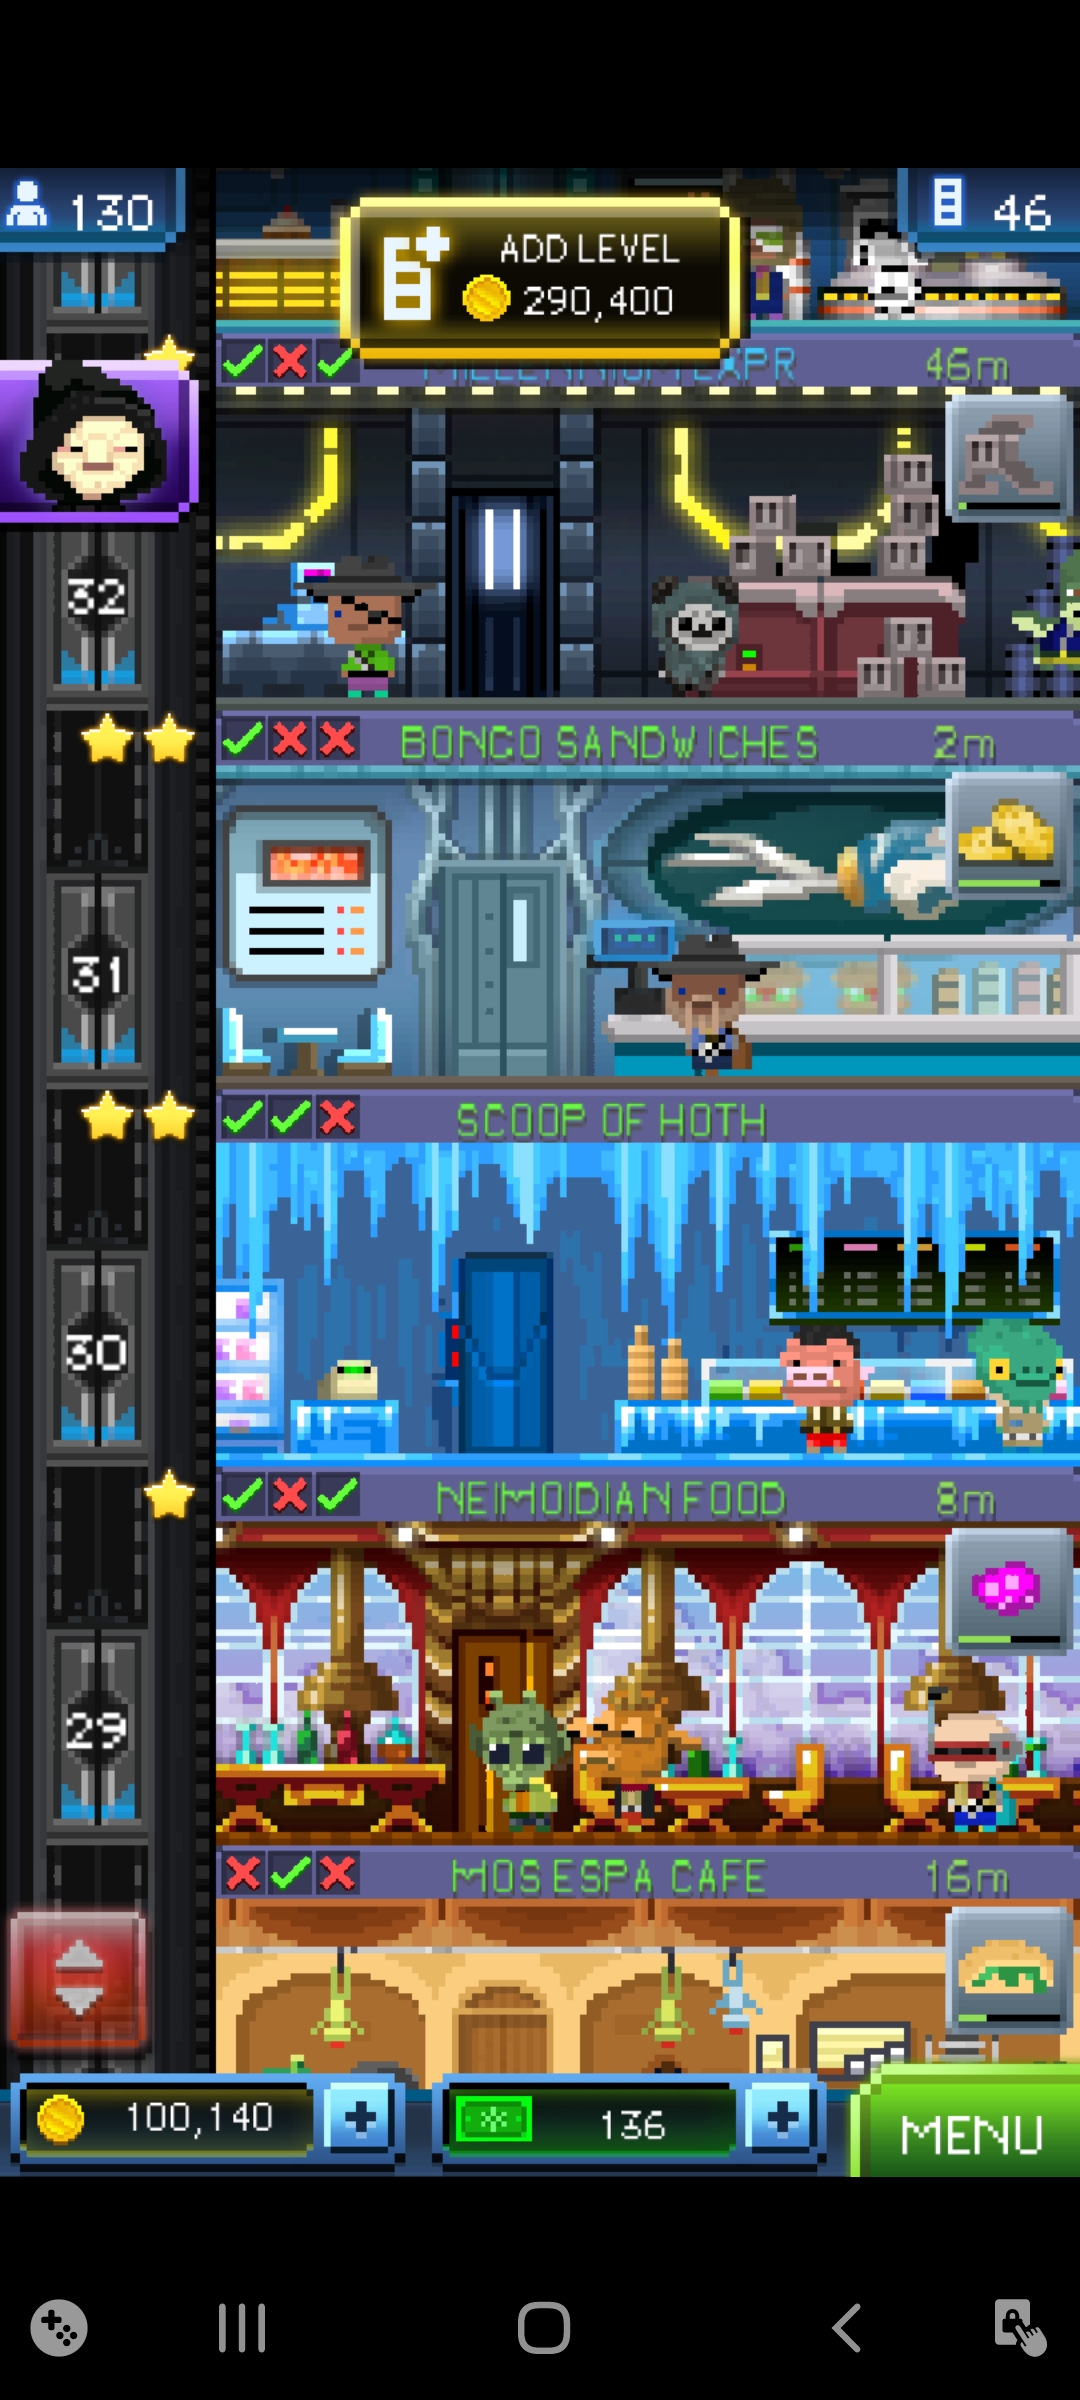 130
ADD LEVEL
290,400
46
MILLENNIUM EXPR 46m
32
BONGO SANDWICHES 2m
31
SCOOP OF HOTH
30
NEIMOIDIAN FOOD 8m
29
MOS ESPA CAFE 16m
100,140
136
MENU